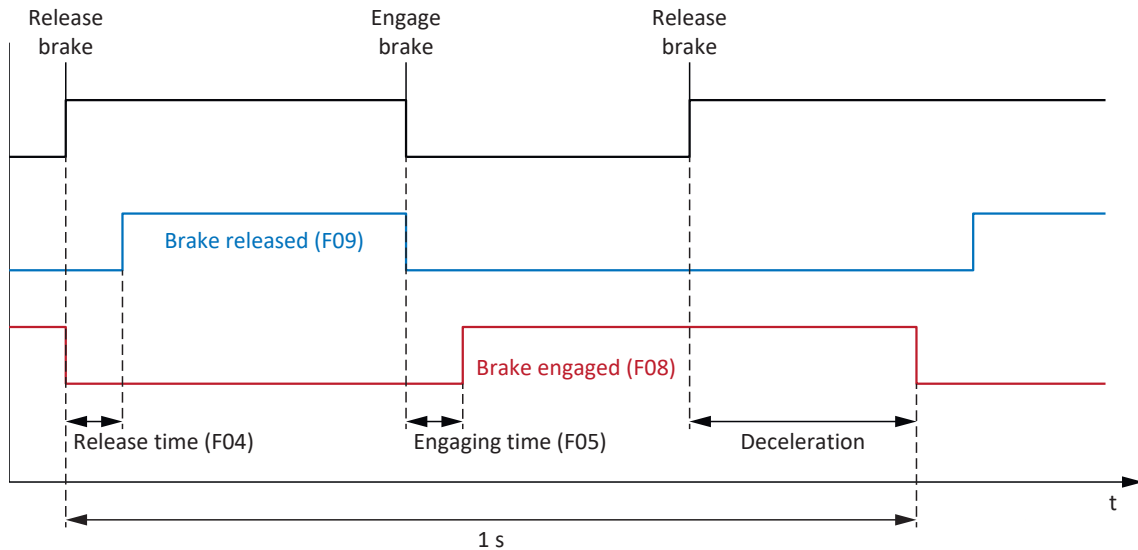 Release
brake
Engage
brake
Release
brake
Brake released (F09)
Brake engaged (F08)
Release time (F04)
Engaging time (F05)
Deceleration
t
1 s